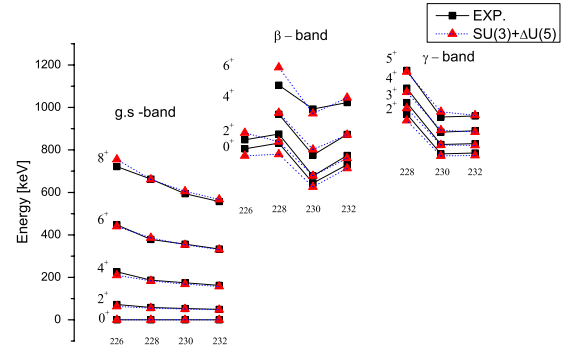 EXP.
SU(3)+ΔU(5)
β – band
γ – band
g.s -band
Energy [keV]
1200
1000
800
600
400
200
0
8⁺
6⁺
4⁺
2⁺
0⁺
226 228 230 232
6⁺
4⁺
2⁺
0⁺
226 228 230 232
5⁺
4⁺
3⁺
2⁺
228 230 232